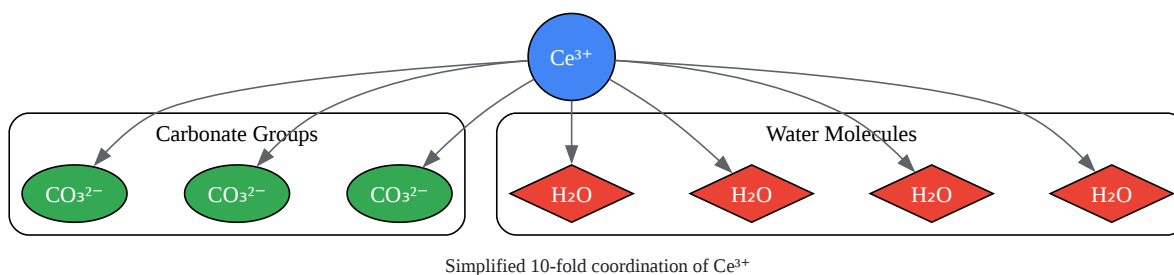 Ce³⁺
Carbonate Groups
Water Molecules
CO₃²⁻
CO₃²⁻
CO₃²⁻
H₂O
H₂O
H₂O
H₂O
Simplified 10-fold coordination of Ce³⁺